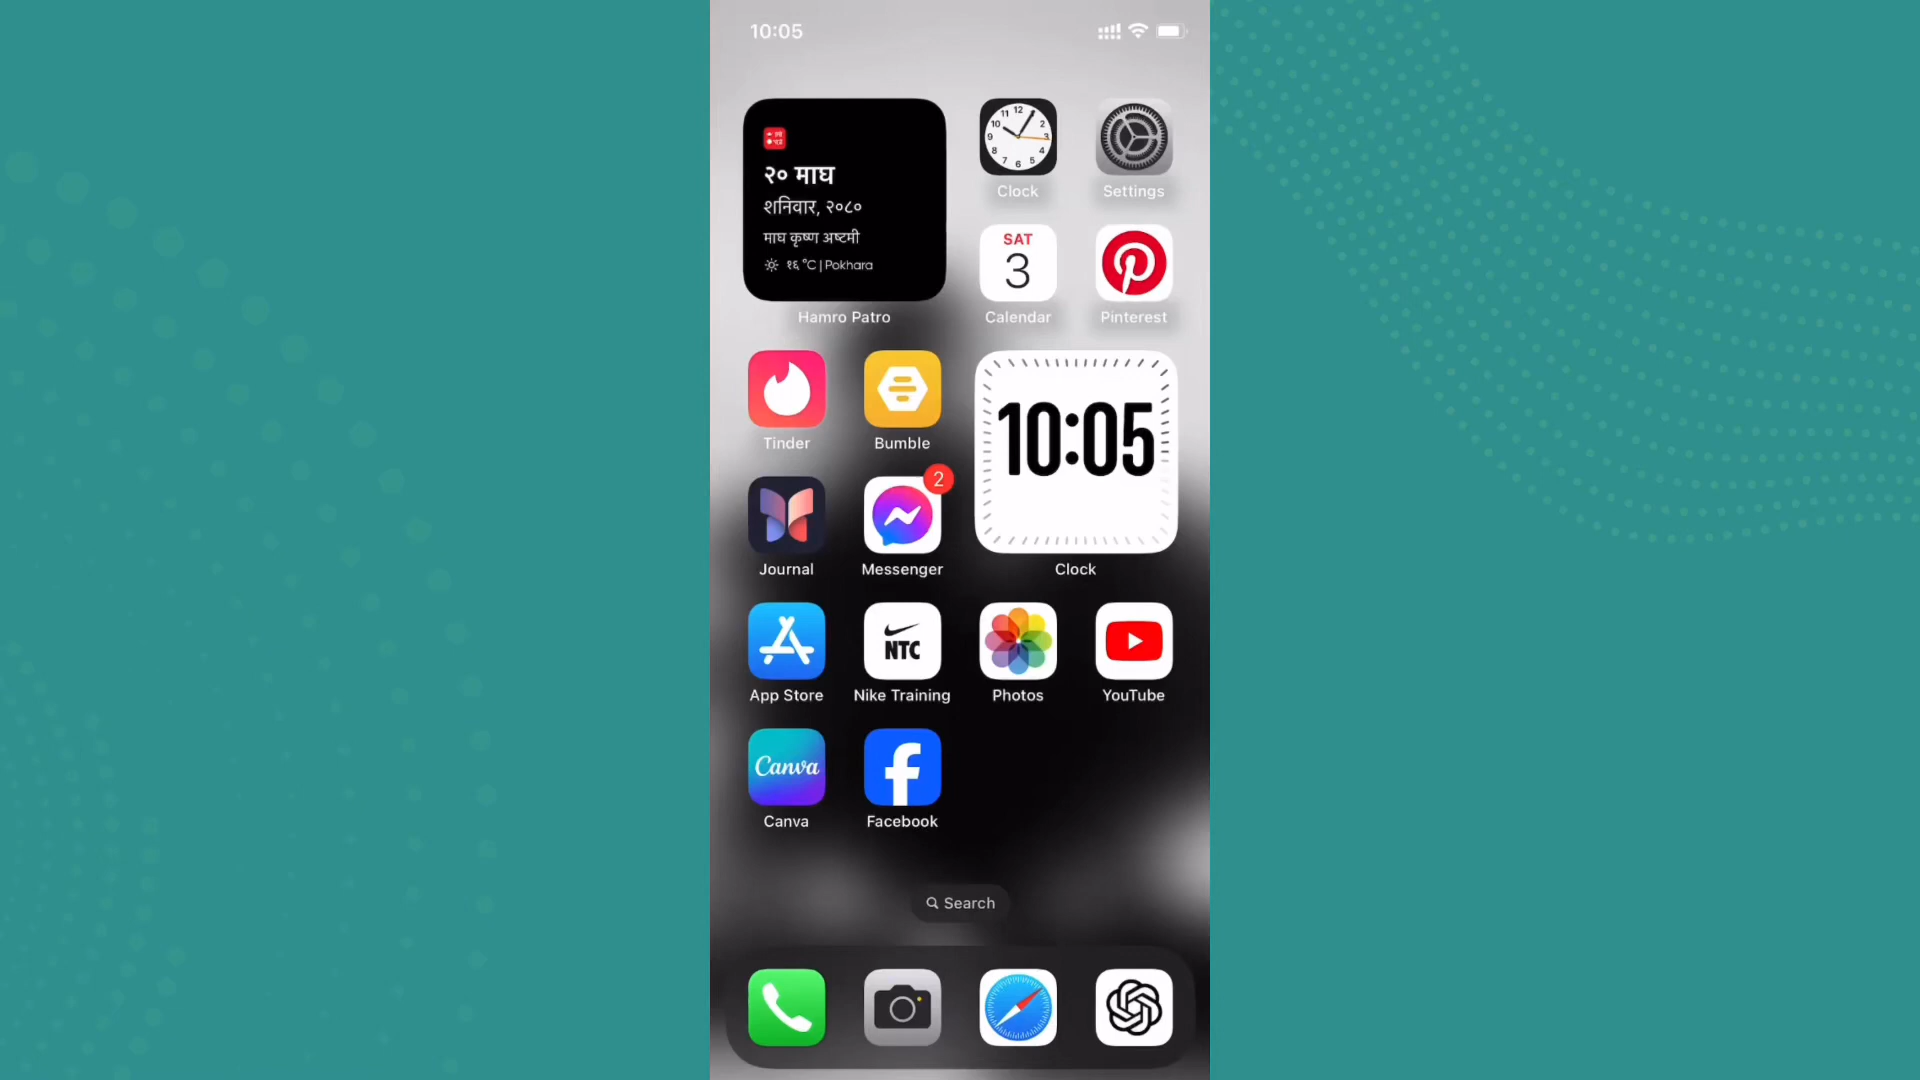 10:05
२० माघ
शनिवार, २०८०
माघ कृष्ण अष्टमी
१६ °C | Pokhara
Hamro Patro
Clock
Settings
SAT
3
Calendar
Pinterest
Tinder
Bumble
10:05
Clock
Journal
2
Messenger
App Store
NTC
Nike Training
Photos
YouTube
Canva
Canva
Facebook
Search